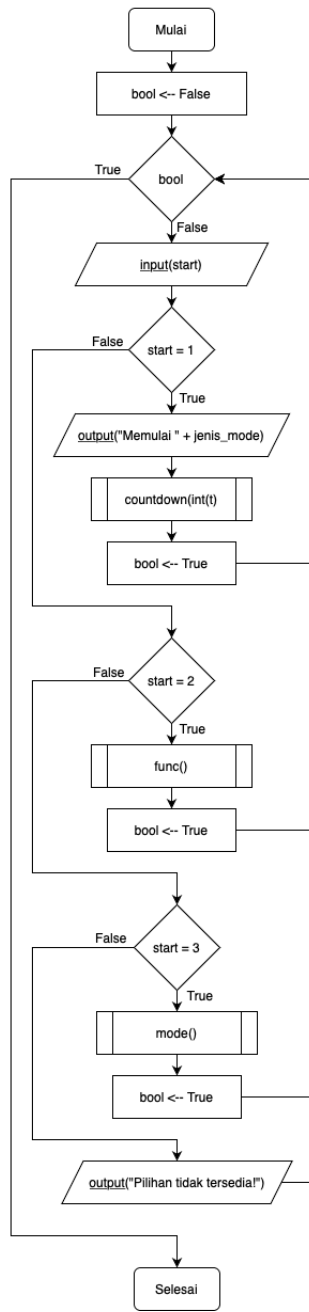 Mulai
bool <-- False
True
bool
False
input(start)
False
start = 1
True
output("Memulai " + jenis_mode)
countdown(int(t)
bool <-- True
False
start = 2
True
func()
bool <-- True
False
start = 3
True
mode()
bool <-- True
output("Pilihan tidak tersedia!")
Selesai